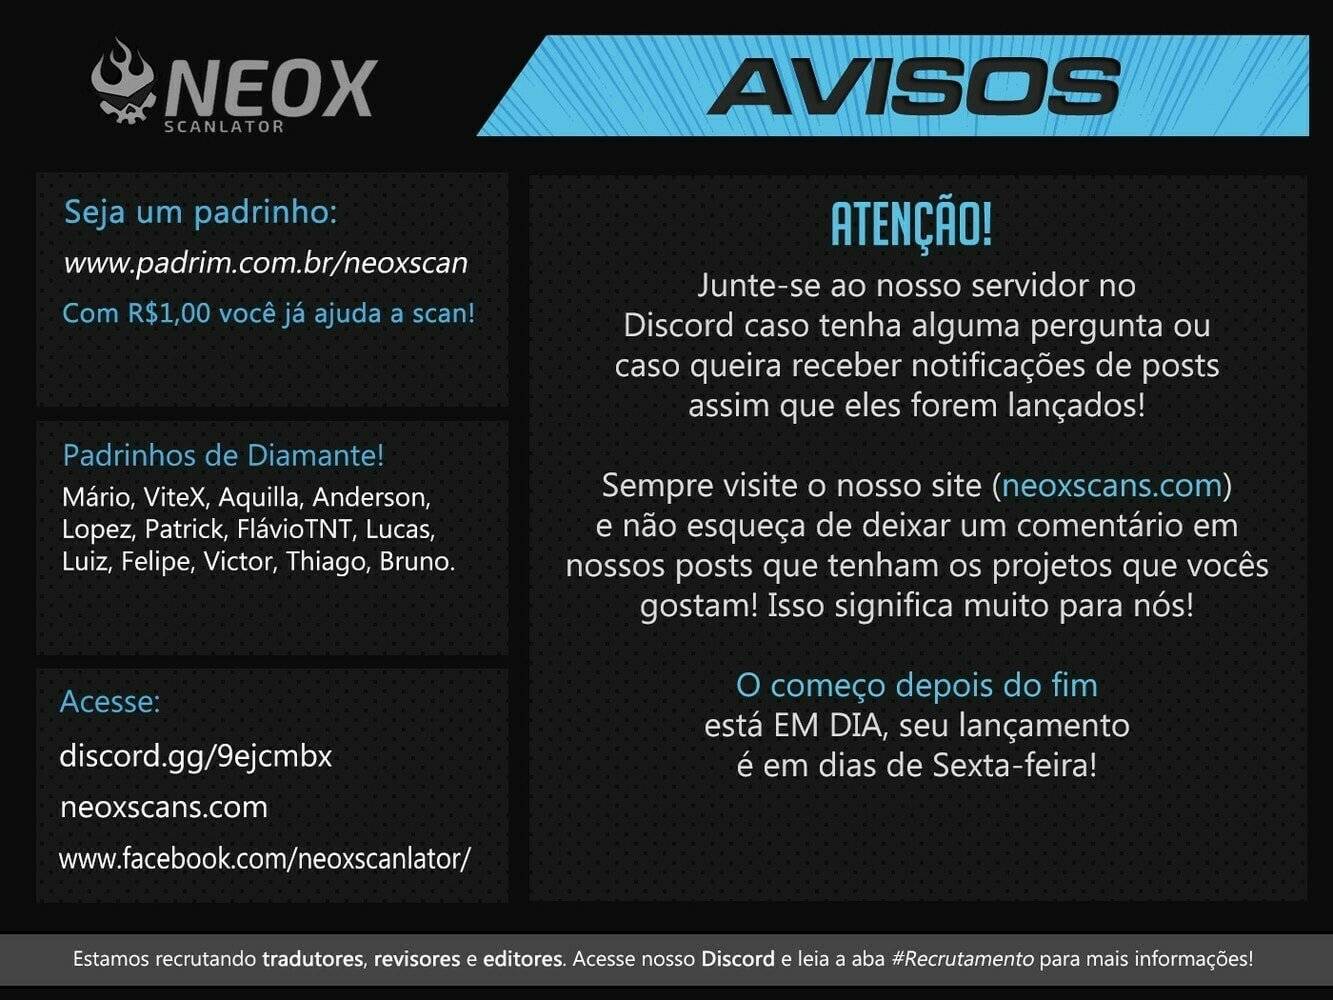 NEOX
SCANLATOR
AVISOS
Seja um padrinho:
www.padrim.com.br/neoxscan
Com R$1,00 você já ajuda a scan!
Padrinhos de Diamante!
Mário, ViteX, Aquilla, Anderson,
Lopez, Patrick, FlávioTNT, Lucas,
Luiz, Felipe, Victor, Thiago, Bruno.
Acesse:
discord.gg/9ejcmbx
neoxscans.com
www.facebook.com/neoxscanlator/
ATENÇÃO!
Junte-se ao nosso servidor no
Discord caso tenha alguma pergunta ou
caso queira receber notificações de posts
assim que eles forem lançados!
Sempre visite o nosso site (neoxscans.com)
e não esqueça de deixar um comentário em
nossos posts que tenham os projetos que vocês
gostam! Isso significa muito para nós!
O começo depois do fim
está EM DIA, seu lançamento
é em dias de Sexta-feira!
Estamos recrutando tradutores, revisores e editores. Acesse nosso Discord e leia a aba #Recrutamento para mais informações!